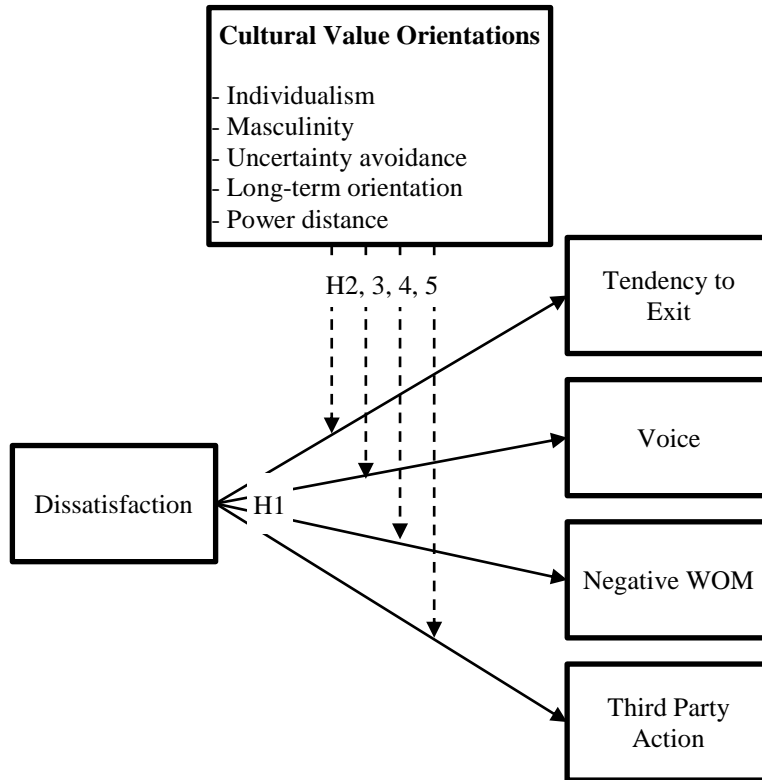 Cultural Value Orientations
- Individualism
- Masculinity
- Uncertainty avoidance
- Long-term orientation
- Power distance
H2, 3, 4, 5
Tendency to
Exit
Voice
Dissatisfaction
H1
Negative WOM
Third Party
Action